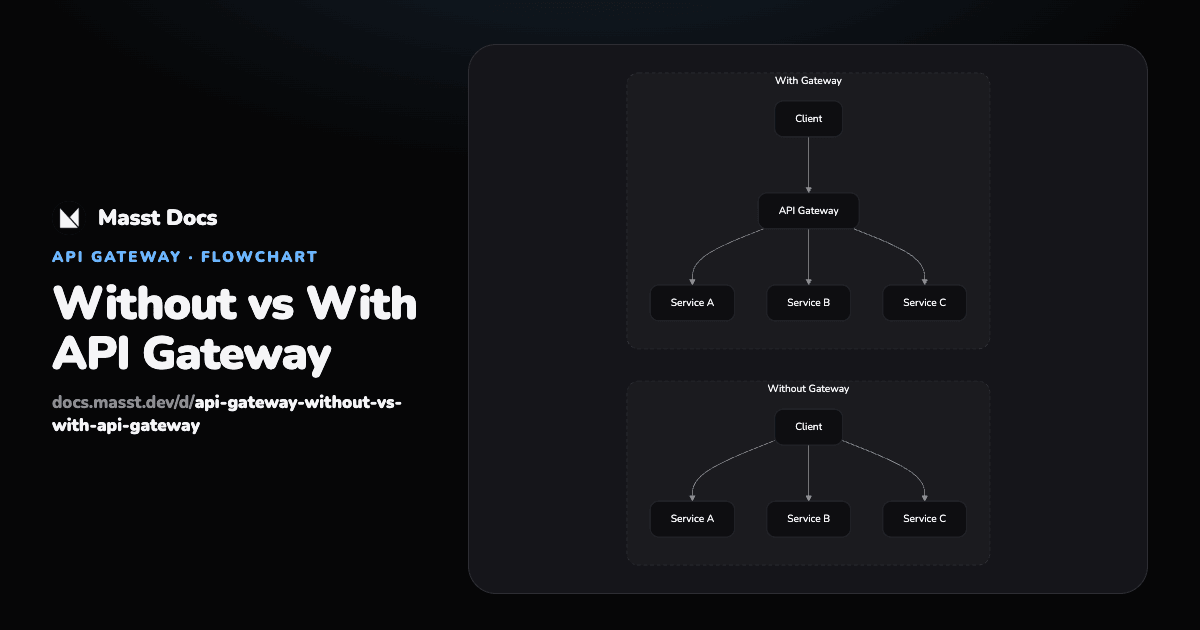 Masst Docs
API GATEWAY · FLOWCHART
Without vs With
API Gateway
docs.masst.dev/d/api-gateway-without-vs-
with-api-gateway
With Gateway
Client
API Gateway
Service A
Service B
Service C
Without Gateway
Client
Service A
Service B
Service C